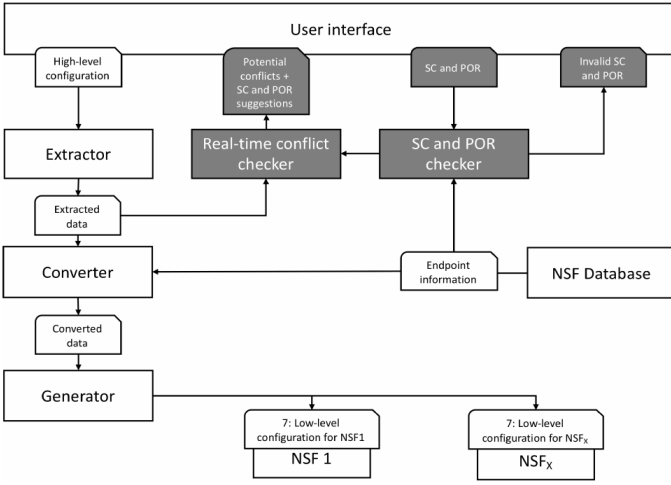 User interface
High-level
configuration
Potential
conflicts +
SC and POR
suggestions
SC and POR
Invalid SC
and POR
Extractor
Real-time conflict
checker
SC and POR
checker
Extracted
data
Converter
Endpoint
information
NSF Database
Converted
data
Generator
7: Low-level
configuration for NSF1
NSF 1
7: Low-level
configuration for NSFx
NSFx